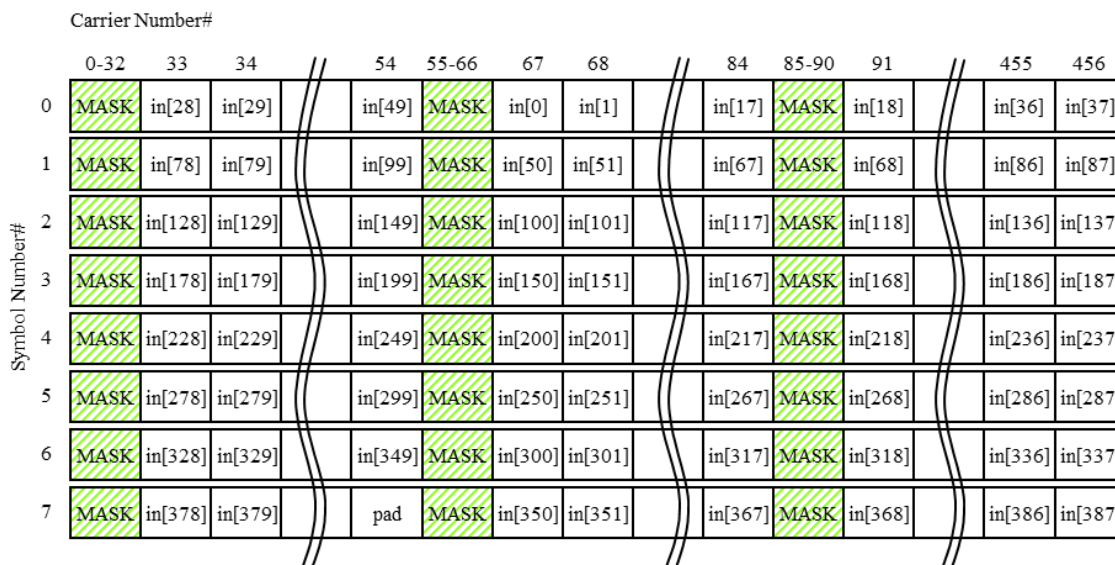 Carrier Number#
0-32 33 34 54 55-66 67 68 84 85-90 91 455 456
Symbol Number#
0 MASK in[28] in[29] in[49] MASK in[0] in[1] in[17] MASK in[18] in[36] in[37]
1 MASK in[78] in[79] in[99] MASK in[50] in[51] in[67] MASK in[68] in[86] in[87]
2 MASK in[128] in[129] in[149] MASK in[100] in[101] in[117] MASK in[118] in[136] in[137
3 MASK in[178] in[179] in[199] MASK in[150] in[151] in[167] MASK in[168] in[186] in[187
4 MASK in[228] in[229] in[249] MASK in[200] in[201] in[217] MASK in[218] in[236] in[237
5 MASK in[278] in[279] in[299] MASK in[250] in[251] in[267] MASK in[268] in[286] in[287
6 MASK in[328] in[329] in[349] MASK in[300] in[301] in[317] MASK in[318] in[336] in[337
7 MASK in[378] in[379] pad MASK in[350] in[351] in[367] MASK in[368] in[386] in[387